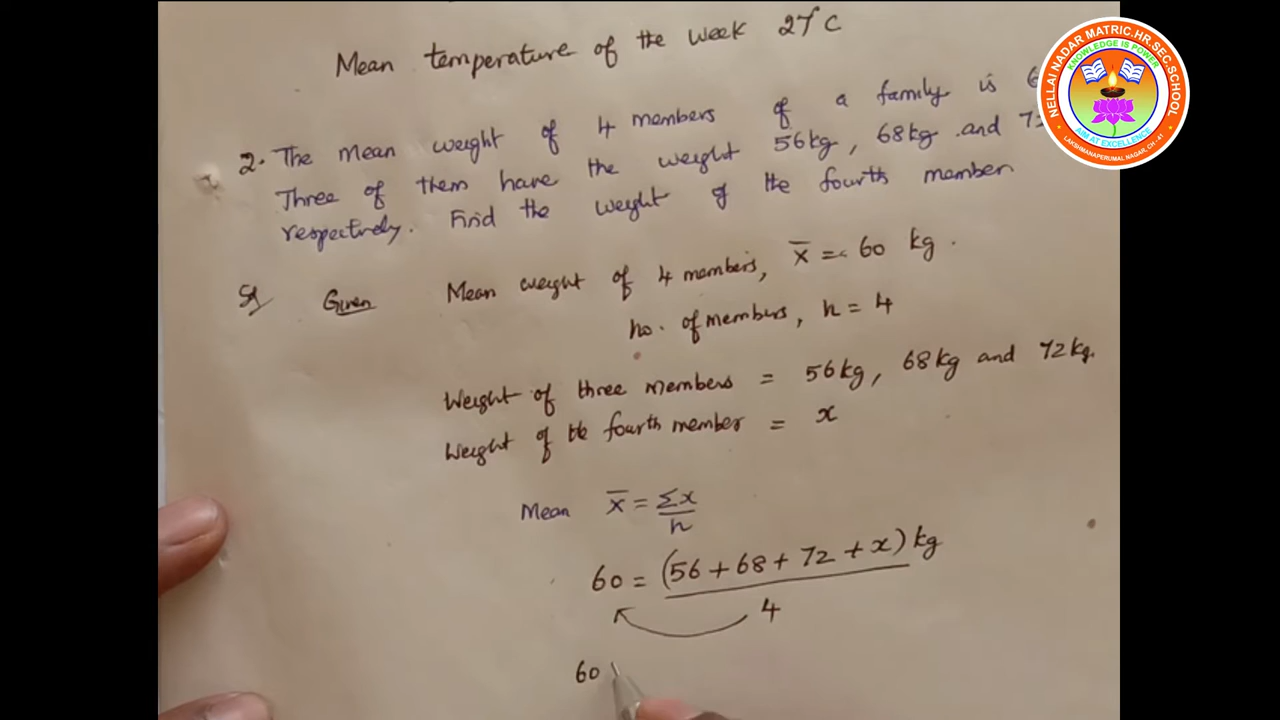 Mean temperature of the week 27°C
2. The Mean weight of 4 members of a family is
Three of them have the weight 56kg, 68kg and
respectively. Find the weight of the fourth member
Given Mean weight of 4 members, x̅ = 60 kg.
no. of members, n = 4
Weight of three members = 56kg, 68kg and 72kg.
Weight of the fourth member = x
Mean x̅ = Σx/n
60 = (56+68+72+x) kg
4
60
NELLAI NADAR MATRIC.HR.SEC.SCHOOL
KNOWLEDGE IS POWER
AIM AT EXCELLENCE
LAKSHMANAPERUMAL NAGAR, CH - 41